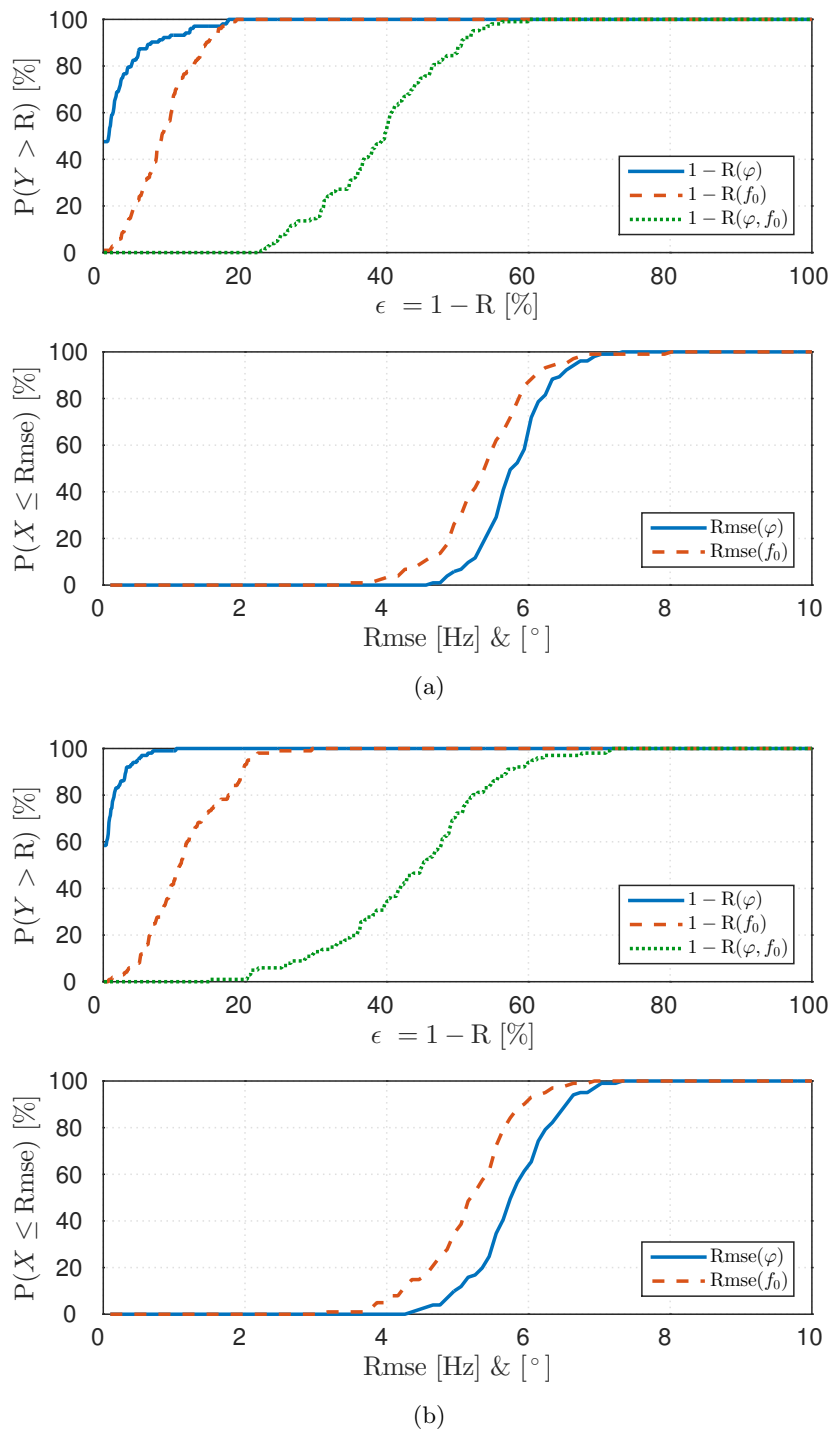 100
80
60
40
20
0
P(Y > R) [%]
1 − R(φ)
1 − R(f₀)
1 − R(φ, f₀)
0 20 40 60 80 100
ϵ = 1 − R [%]
100
80
60
40
20
0
P(X ≤ Rmse) [%]
Rmse(φ)
Rmse(f₀)
0 2 4 6 8 10
Rmse [Hz] & [°]
(a)
100
80
60
40
20
0
P(Y > R) [%]
1 − R(φ)
1 − R(f₀)
1 − R(φ, f₀)
0 20 40 60 80 100
ϵ = 1 − R [%]
100
80
60
40
20
0
P(X ≤ Rmse) [%]
Rmse(φ)
Rmse(f₀)
0 2 4 6 8 10
Rmse [Hz] & [°]
(b)